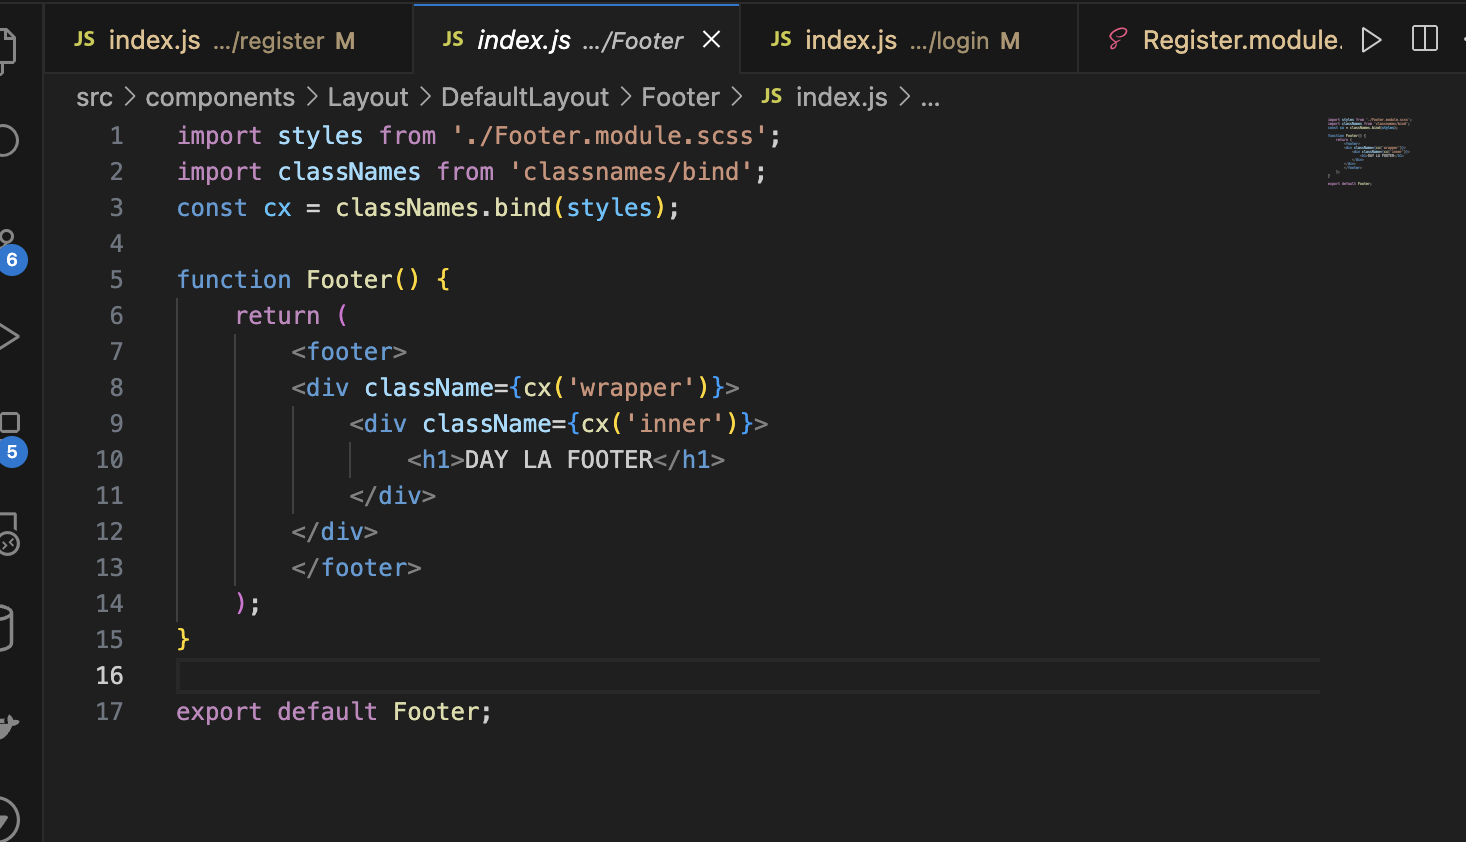 JS index.js .../register M
JS index.js .../Footer
JS index.js .../login M
Register.module.
src > components > Layout > DefaultLayout > Footer > JS index.js > ...
1 import styles from './Footer.module.scss';
2 import classNames from 'classnames/bind';
3 const cx = classNames.bind(styles);
4
5 function Footer() {
6 return (
7 <footer>
8 <div className={cx('wrapper')}>
9 <div className={cx('inner')}>
10 <h1>DAY LA FOOTER</h1>
11 </div>
12 </div>
13 </footer>
14 );
15 }
16
17 export default Footer;
6
5